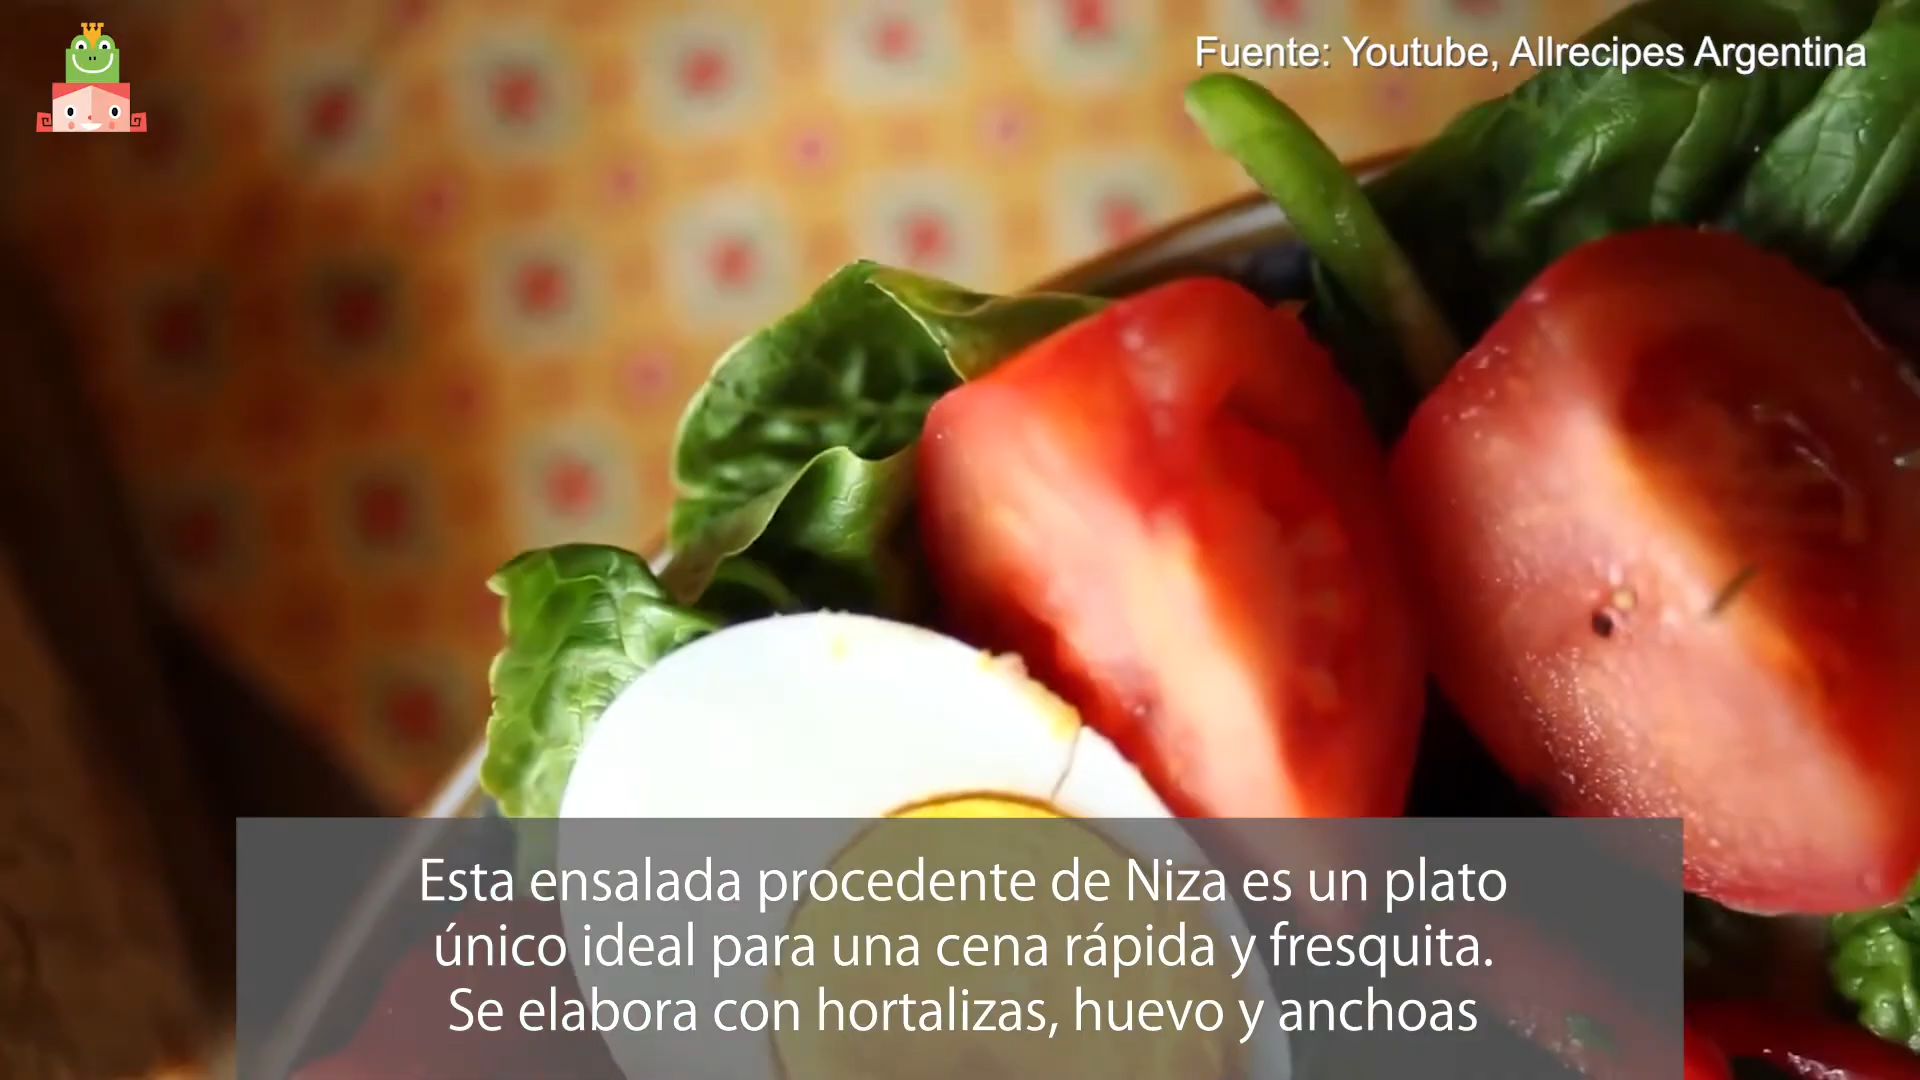 Fuente: Youtube, Allrecipes Argentina
Esta ensalada procedente de Niza es un plato
único ideal para una cena rápida y fresquita.
Se elabora con hortalizas, huevo y anchoas